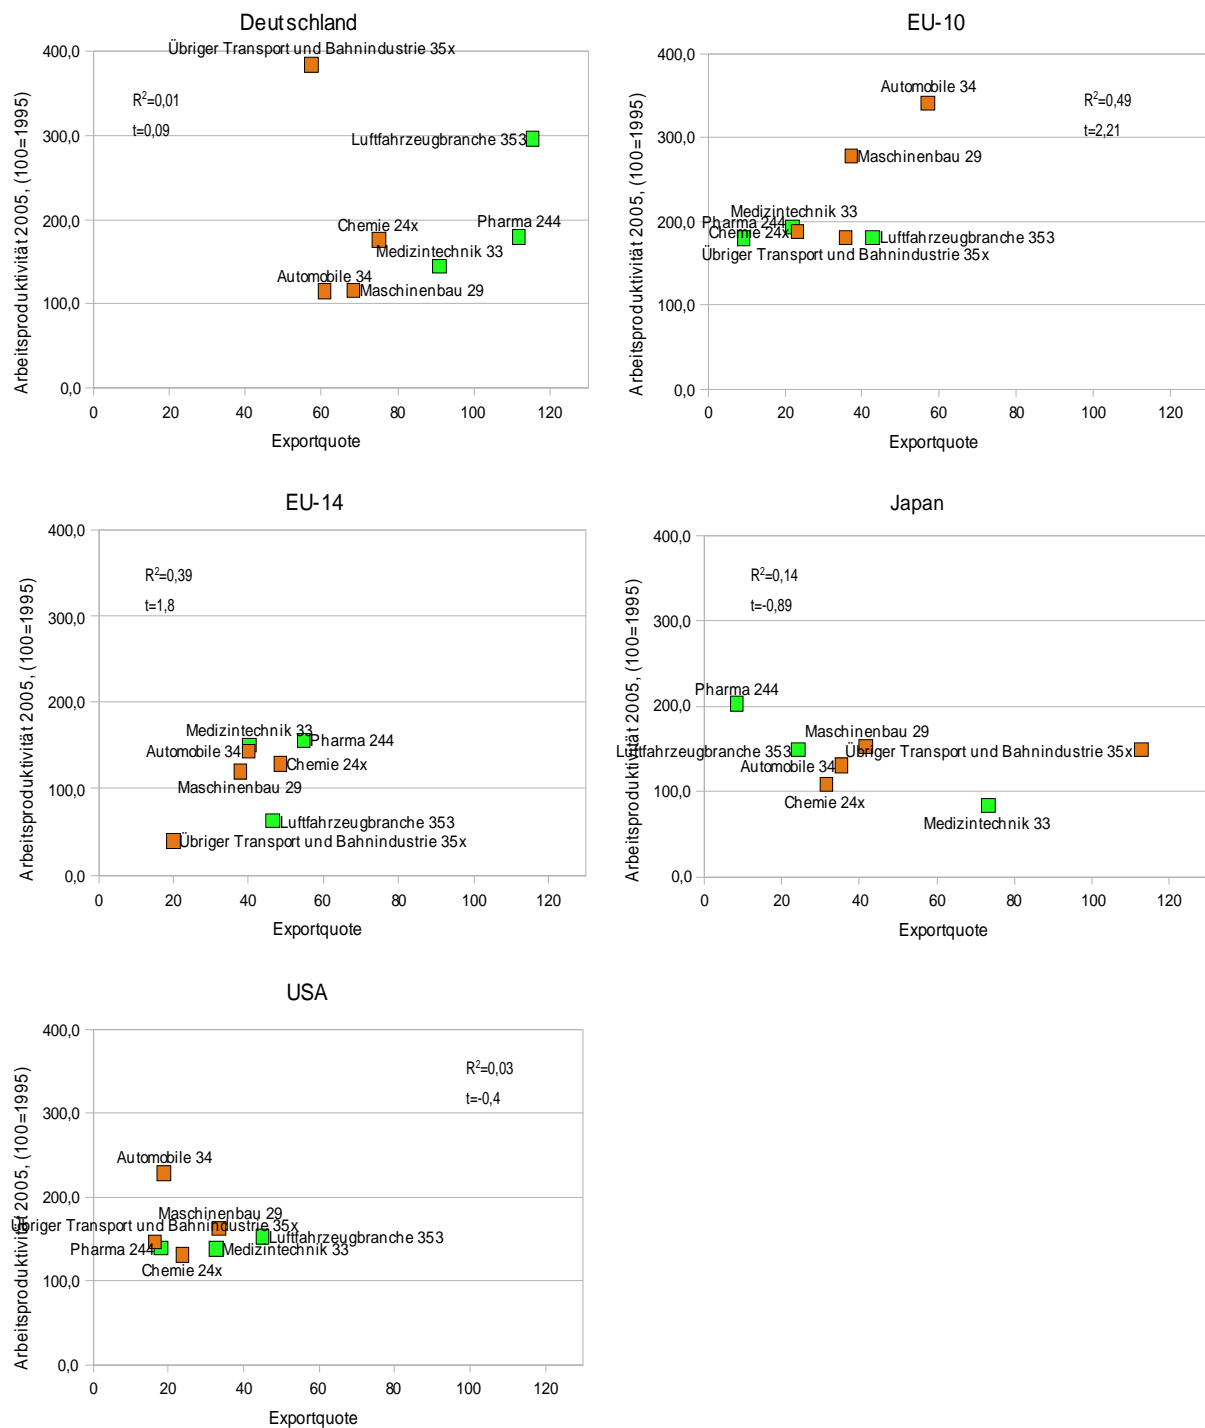 Deutschland
Arbeitsproduktivität 2005, (100=1995)
400,0
300,0
200,0
100,0
0,0
Übriger Transport und Bahnindustrie 35x
R²=0,01
t=0,09
Luftfahrzeugbranche 353
Chemie 24x
Pharma 244
Medizintechnik 33
Automobile 34
Maschinenbau 29
0 20 40 60 80 100 120
Exportquote
EU-10
Arbeitsproduktivität 2005, (100=1995)
400,0
300,0
200,0
100,0
0,0
Automobile 34
R²=0,49
t=2,21
Maschinenbau 29
Medizintechnik 33
Pharma 244
Chemie 24x
Luftfahrzeugbranche 353
Übriger Transport und Bahnindustrie 35x
0 20 40 60 80 100 120
Exportquote
EU-14
Arbeitsproduktivität 2005, (100=1995)
400,0
300,0
200,0
100,0
0,0
R²=0,39
t=1,8
Medizintechnik 33
Pharma 244
Automobile 34
Chemie 24x
Maschinenbau 29
Luftfahrzeugbranche 353
Übriger Transport und Bahnindustrie 35x
0 20 40 60 80 100 120
Exportquote
Japan
Arbeitsproduktivität 2005, (100=1995)
400,0
300,0
200,0
100,0
0,0
R²=0,14
t=-0,89
Pharma 244
Maschinenbau 29
Luftfahrzeugbranche 353
Übriger Transport und Bahnindustrie 35x
Automobile 34
Chemie 24x
Medizintechnik 33
0 20 40 60 80 100 120
Exportquote
USA
Arbeitsproduktivität 2005, (100=1995)
400,0
300,0
200,0
100,0
0,0
R²=0,03
t=-0,4
Automobile 34
Maschinenbau 29
Übriger Transport und Bahnindustrie 35x
Luftfahrzeugbranche 353
Pharma 244
Medizintechnik 33
Chemie 24x
0 20 40 60 80 100 120
Exportquote